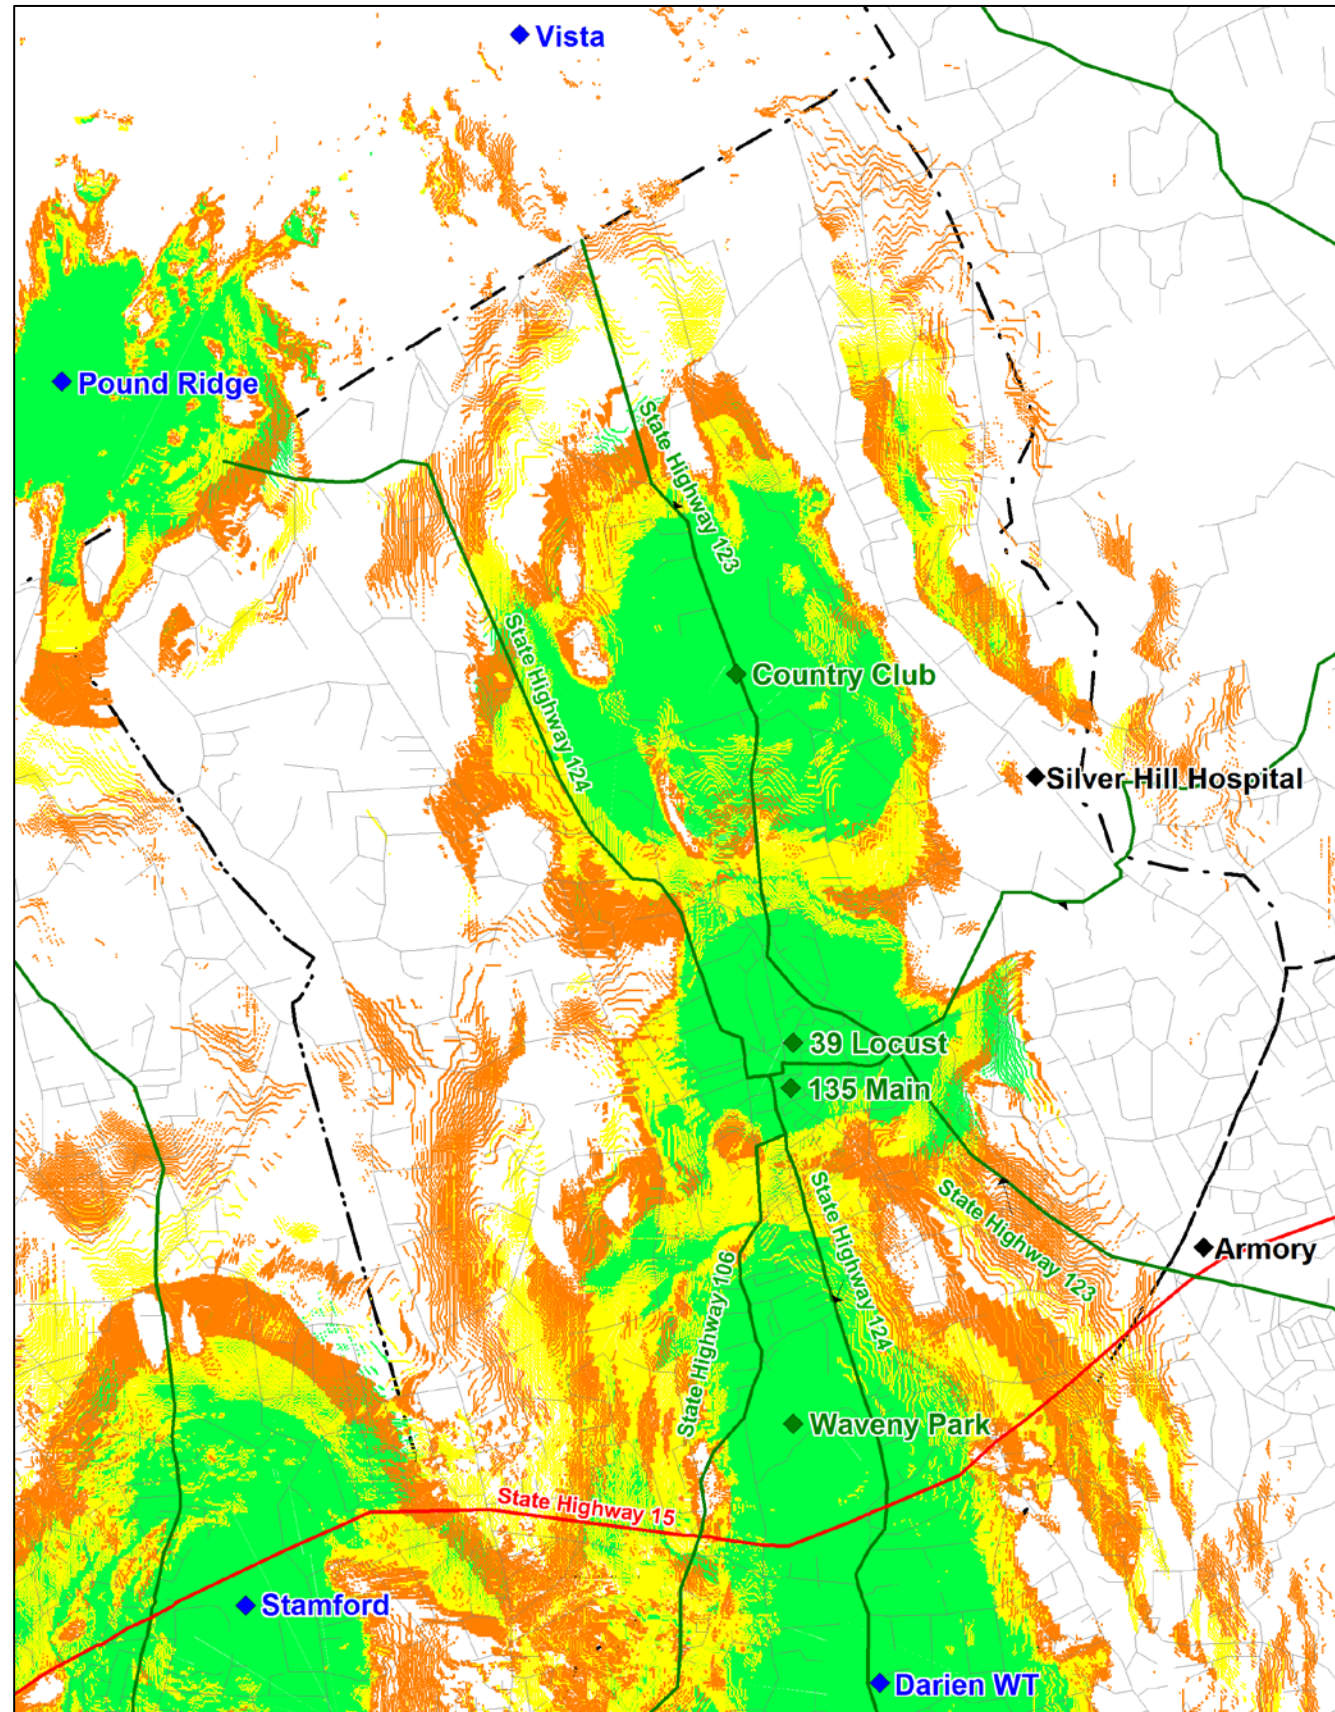 Vista
Pound Ridge
State Highway 123
State Highway 124
Country Club
Silver Hill Hospital
39 Locust
135 Main
State Highway 124
State Highway 123
State Highway 106
Armory
Waveny Park
State Highway 15
Stamford
Darien WT